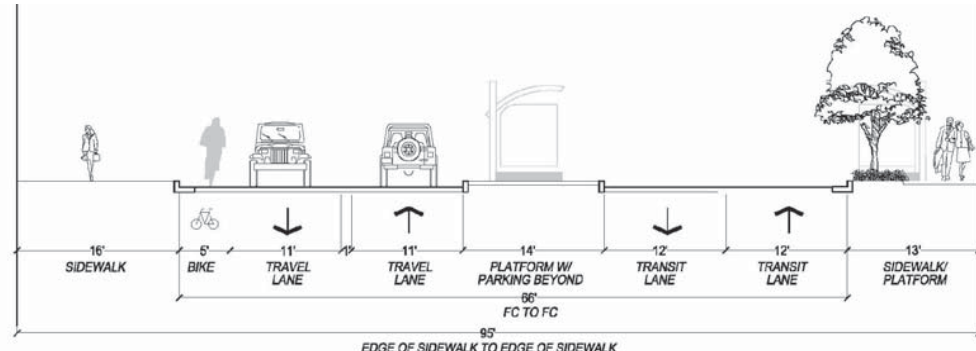 16' 5' 11' 1' 11' 14' 12' 12' 13'
SIDEWALK BIKE TRAVEL LANE TRAVEL LANE PLATFORM W/ PARKING BEYOND TRANSIT LANE TRANSIT LANE SIDEWALK/ PLATFORM
66'
FC TO FC
95'
EDGE OF SIDEWALK TO EDGE OF SIDEWALK